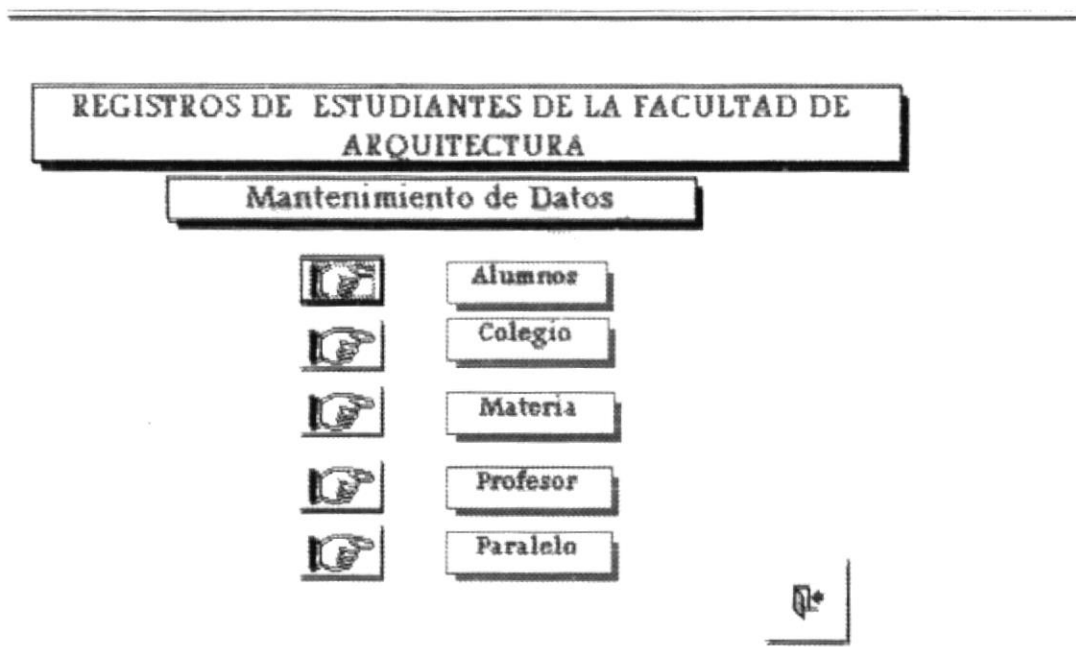 REGISTROS DE ESTUDIANTES DE LA FACULTAD DE
ARQUITECTURA
Mantenimiento de Datos
Alumnos
Colegio
Materia
Profesor
Paralelo